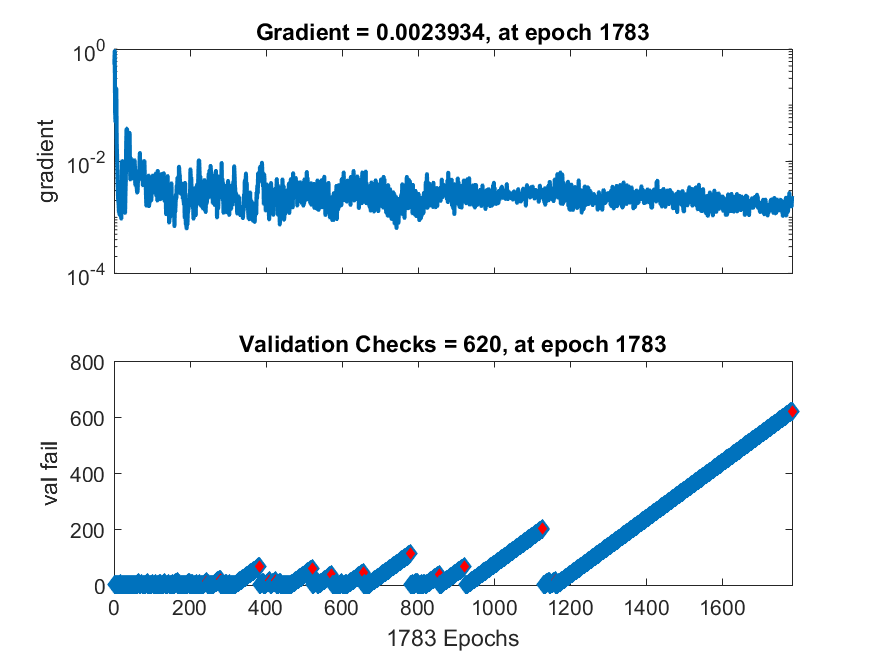 Gradient = 0.0023934, at epoch 1783
10^0
10^-2
10^-4
gradient
Validation Checks = 620, at epoch 1783
800
600
400
200
0
val fail
0 200 400 600 800 1000 1200 1400 1600
1783 Epochs